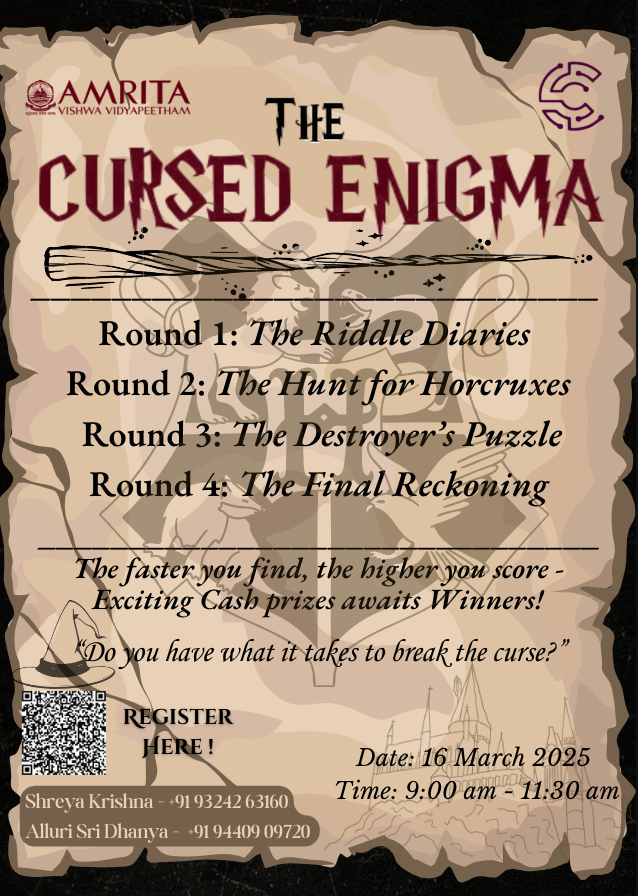 AMRITA
VISHWA VIDYAPEETHAM
THE
CURSED ENIGMA
Round 1: The Riddle Diaries
Round 2: The Hunt for Horcruxes
Round 3: The Destroyer's Puzzle
Round 4: The Final Reckoning
The faster you find, the higher you score -
Exciting Cash prizes awaits Winners!
“Do you have what it takes to break the curse?”
REGISTER
HERE !
Date: 16 March 2025
Time: 9:00 am - 11:30 am
Shreya Krishna - +91 93242 63160
Alluri Sri Dhanya - +91 94409 09720